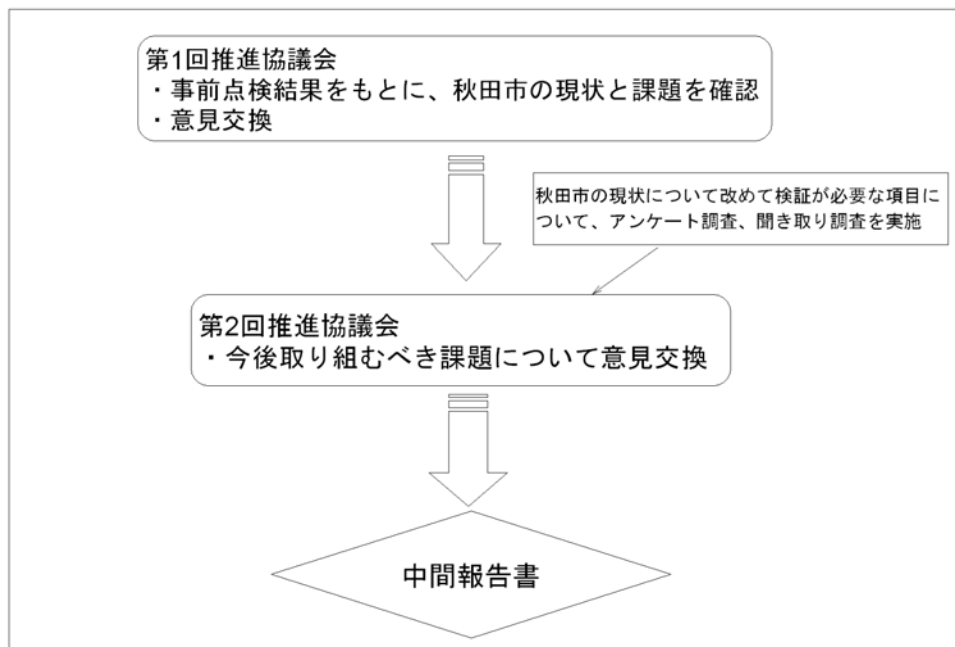 第1回推進協議会
・事前点検結果をもとに、秋田市の現状と課題を確認
・意見交換
秋田市の現状について改めて検証が必要な項目に
ついて、アンケート調査、聞き取り調査を実施
第2回推進協議会
・今後取り組むべき課題について意見交換
中間報告書